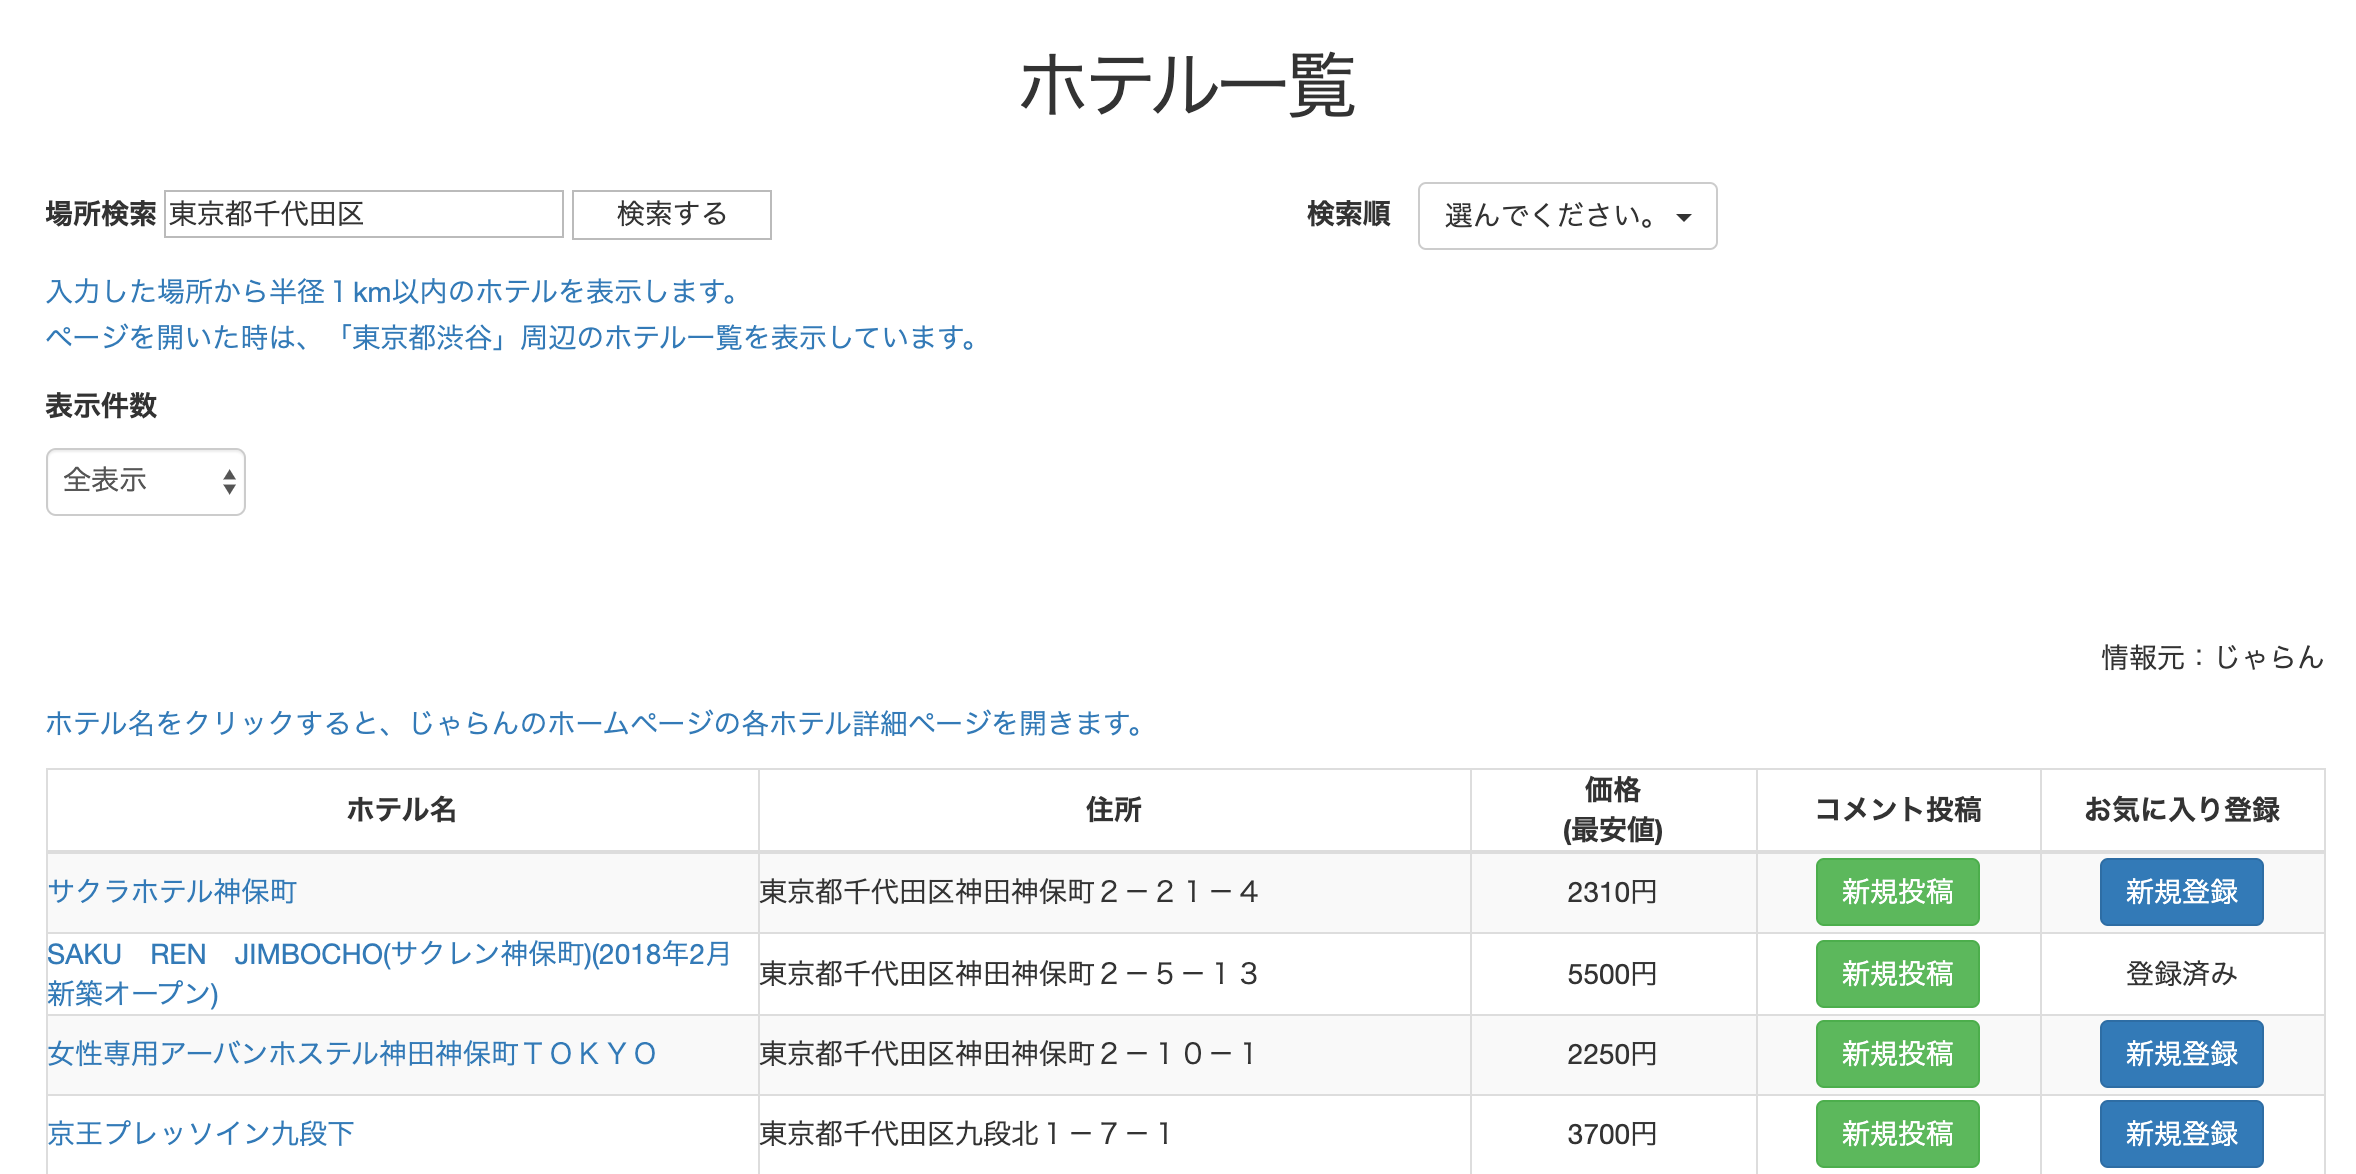 ホテル一覧
場所検索 東京都千代田区 検索する 検索順 選んでください。
入力した場所から半径１km以内のホテルを表示します。
ページを開いた時は、「東京都渋谷」周辺のホテル一覧を表示しています。
表示件数
全表示
情報元：じゃらん
ホテル名をクリックすると、じゃらんのホームページの各ホテル詳細ページを開きます。
ホテル名 住所 価格 コメント投稿 お気に入り登録
(最安値)
サクラホテル神保町 東京都千代田区神田神保町２－２１－４ 2310円 新規投稿 新規登録
SAKU　REN　JIMBOCHO(サクレン神保町)(2018年2月 東京都千代田区神田神保町２－５－１３ 5500円 新規投稿 登録済み
新築オープン)
女性専用アーバンホステル神田神保町ＴＯＫＹＯ 東京都千代田区神田神保町２－１０－１ 2250円 新規投稿 新規登録
京王プレッソイン九段下 東京都千代田区九段北１－７－１ 3700円 新規投稿 新規登録